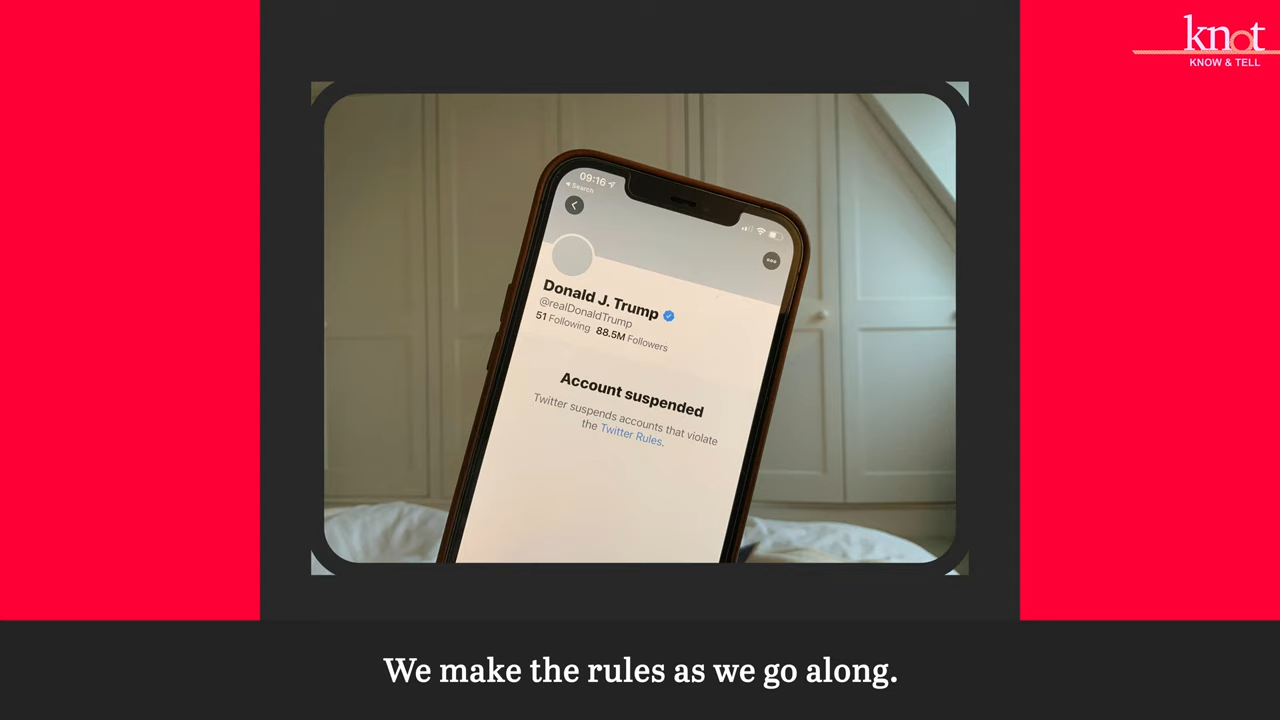 knot
KNOW & TELL
09:16
Search
Donald J. Trump
@realDonaldTrump
51 Following 88.5M Followers
Account suspended
Twitter suspends accounts that violate
the Twitter Rules.
We make the rules as we go along.